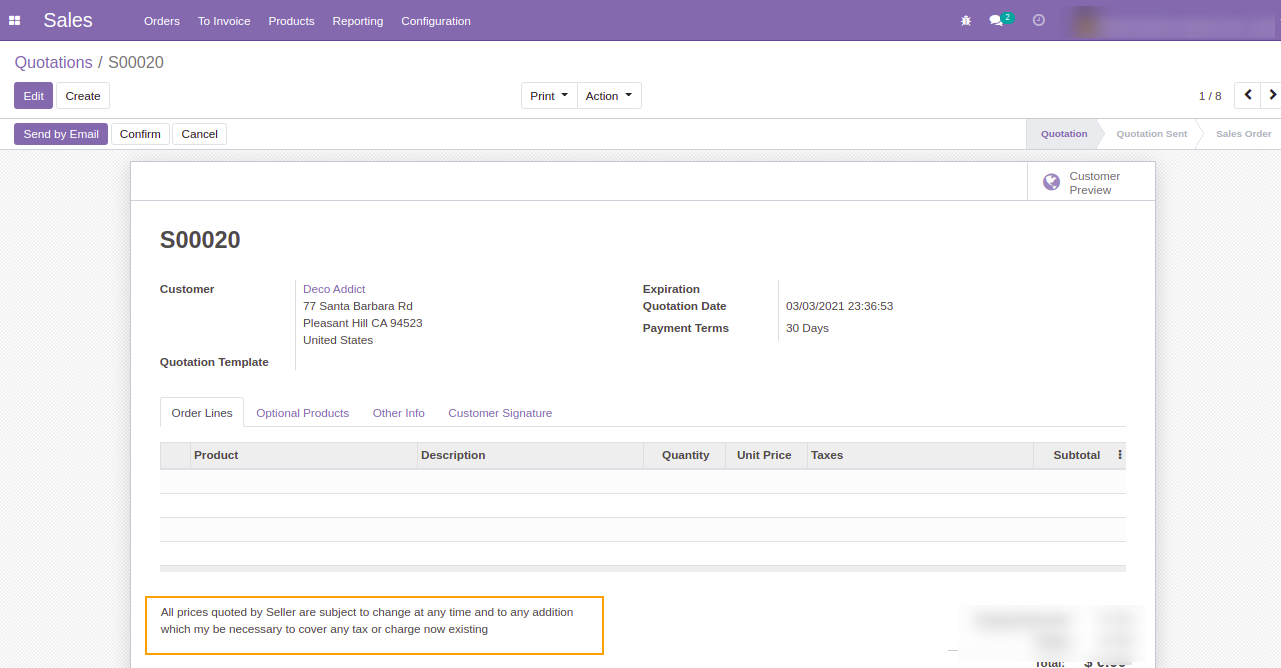 Sales Orders To Invoice Products Reporting Configuration 2
Quotations / S00020
Edit Create Print Action 1 / 8
Send by Email Confirm Cancel Quotation Quotation Sent Sales Order
Customer
Preview
S00020
Customer Deco Addict Expiration
77 Santa Barbara Rd Quotation Date 03/03/2021 23:36:53
Pleasant Hill CA 94523 Payment Terms 30 Days
United States
Quotation Template
Order Lines Optional Products Other Info Customer Signature
Product Description Quantity Unit Price Taxes Subtotal
All prices quoted by Seller are subject to change at any time and to any addition
which my be necessary to cover any tax or charge now existing
Total: